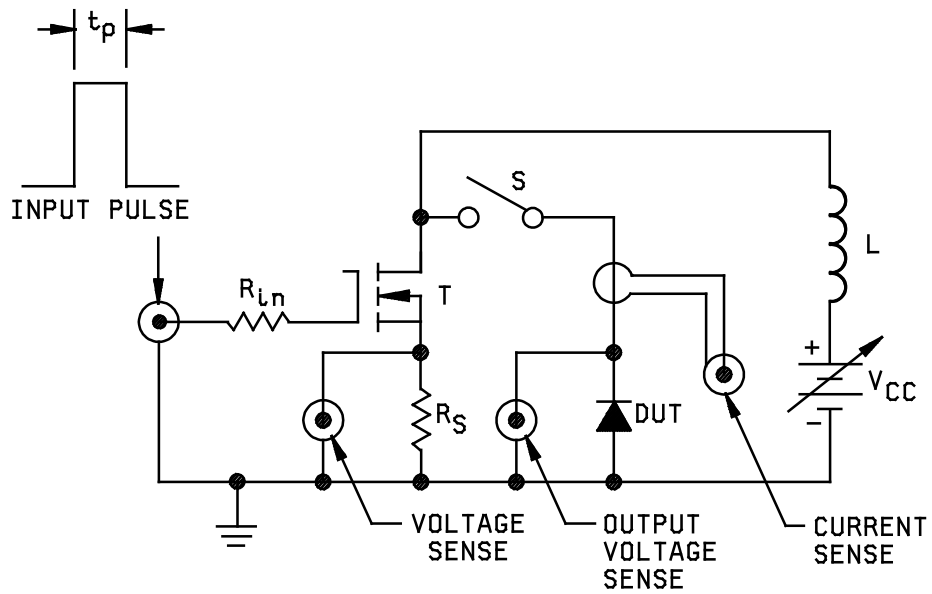 tp
INPUT PULSE
S
L
Rin
T
+
VCC
-
RS
DUT
VOLTAGE
SENSE
OUTPUT
VOLTAGE
SENSE
CURRENT
SENSE